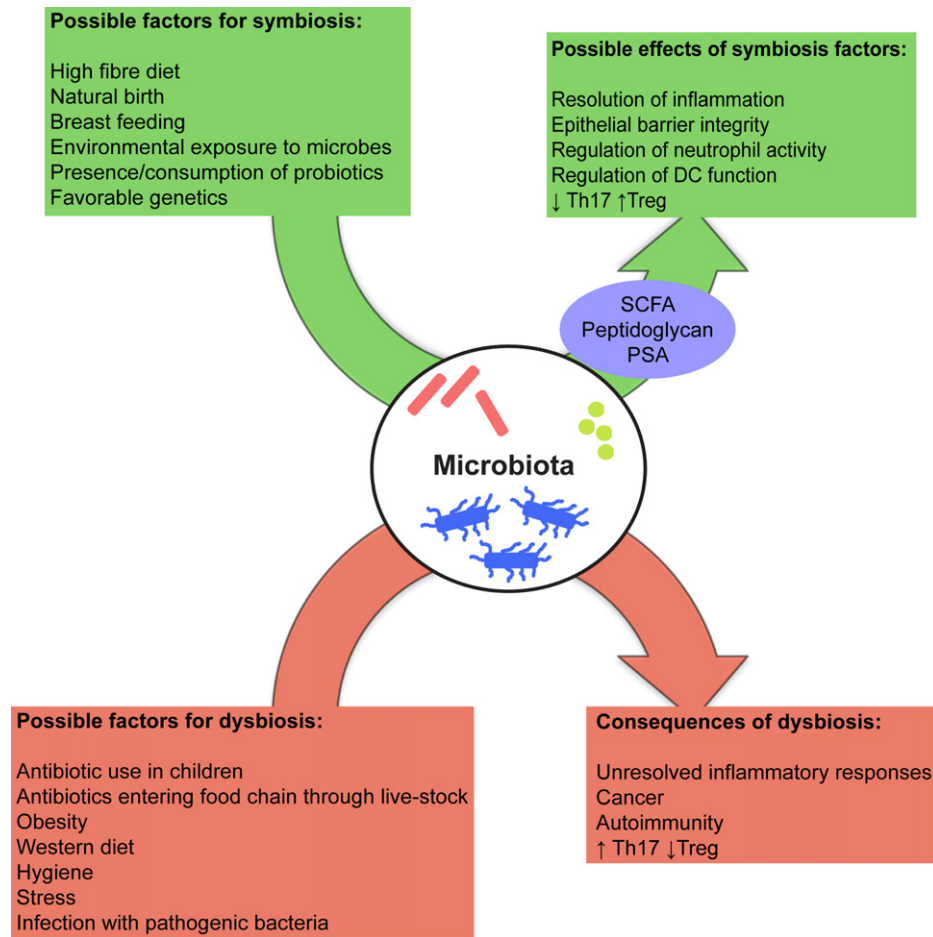 Possible factors for symbiosis:
High fibre diet
Natural birth
Breast feeding
Environmental exposure to microbes
Presence/consumption of probiotics
Favorable genetics
Possible effects of symbiosis factors:
Resolution of inflammation
Epithelial barrier integrity
Regulation of neutrophil activity
Regulation of DC function
↓ Th17 ↑Treg
SCFA
Peptidoglycan
PSA
Microbiota
Possible factors for dysbiosis:
Antibiotic use in children
Antibiotics entering food chain through live-stock
Obesity
Western diet
Hygiene
Stress
Infection with pathogenic bacteria
Consequences of dysbiosis:
Unresolved inflammatory responses
Cancer
Autoimmunity
↑ Th17 ↓Treg